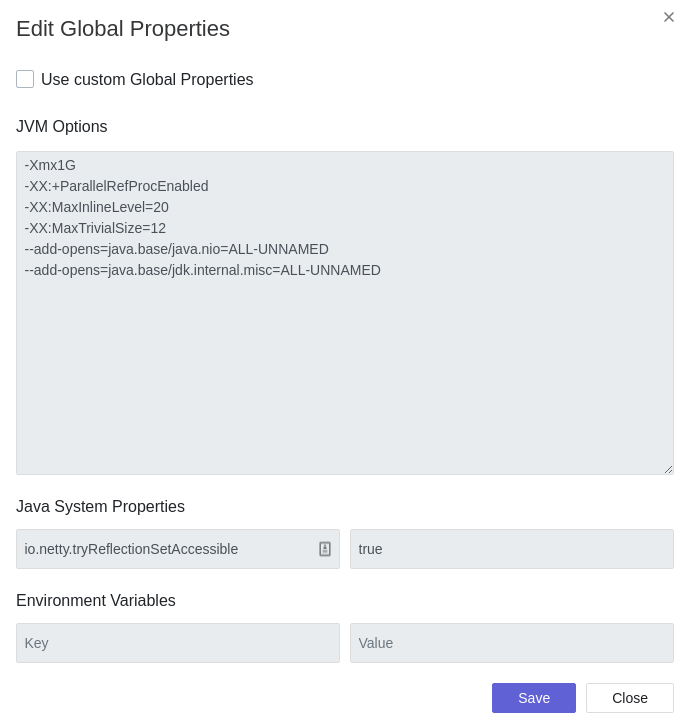 Edit Global Properties
Use custom Global Properties
JVM Options
-Xmx1G
-XX:+ParallelRefProcEnabled
-XX:MaxInlineLevel=20
-XX:MaxTrivialSize=12
--add-opens=java.base/java.nio=ALL-UNNAMED
--add-opens=java.base/jdk.internal.misc=ALL-UNNAMED
Java System Properties
io.netty.tryReflectionSetAccessible true
Environment Variables
Key Value
Save Close